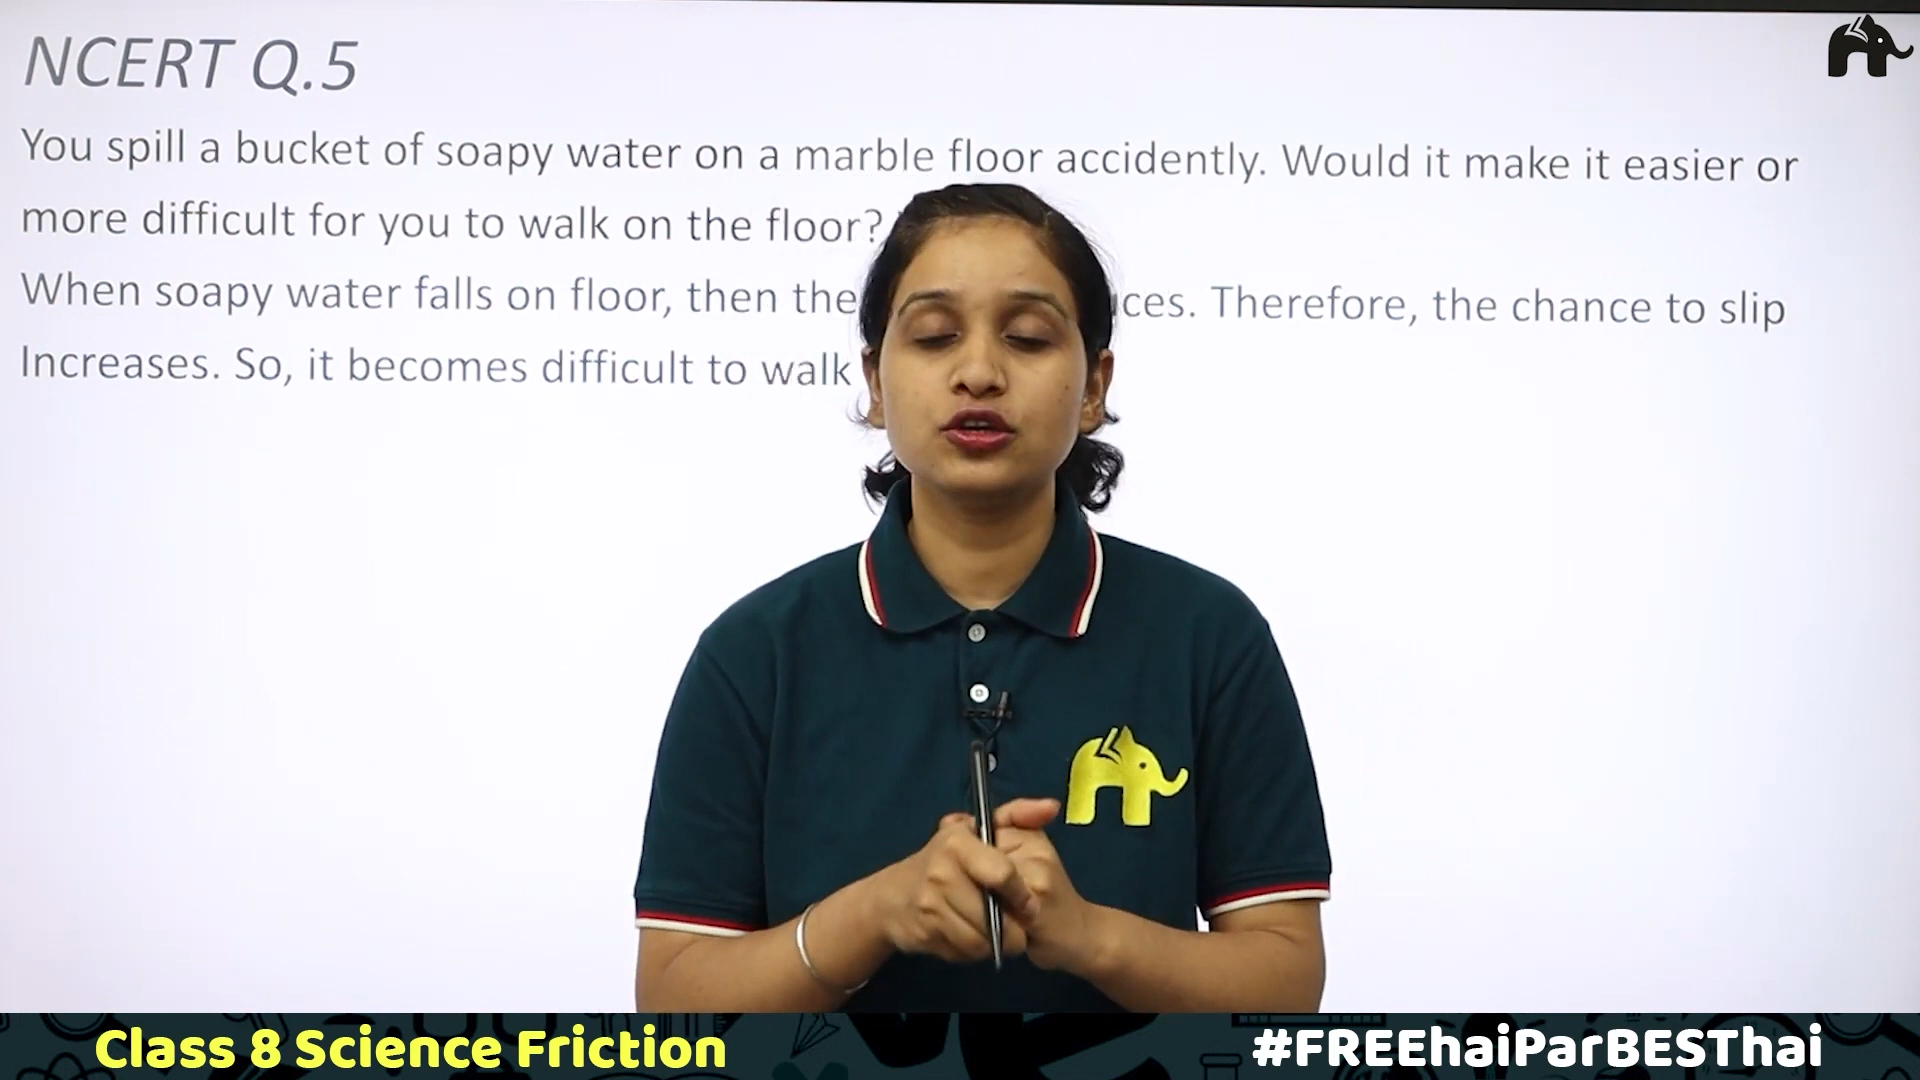 NCERT Q.5
You spill a bucket of soapy water on a marble floor accidently. Would it make it easier or
more difficult for you to walk on the floor?
When soapy water falls on floor, then the ces. Therefore, the chance to slip
Increases. So, it becomes difficult to walk
Class 8 Science Friction #FREEhaiParBESThai